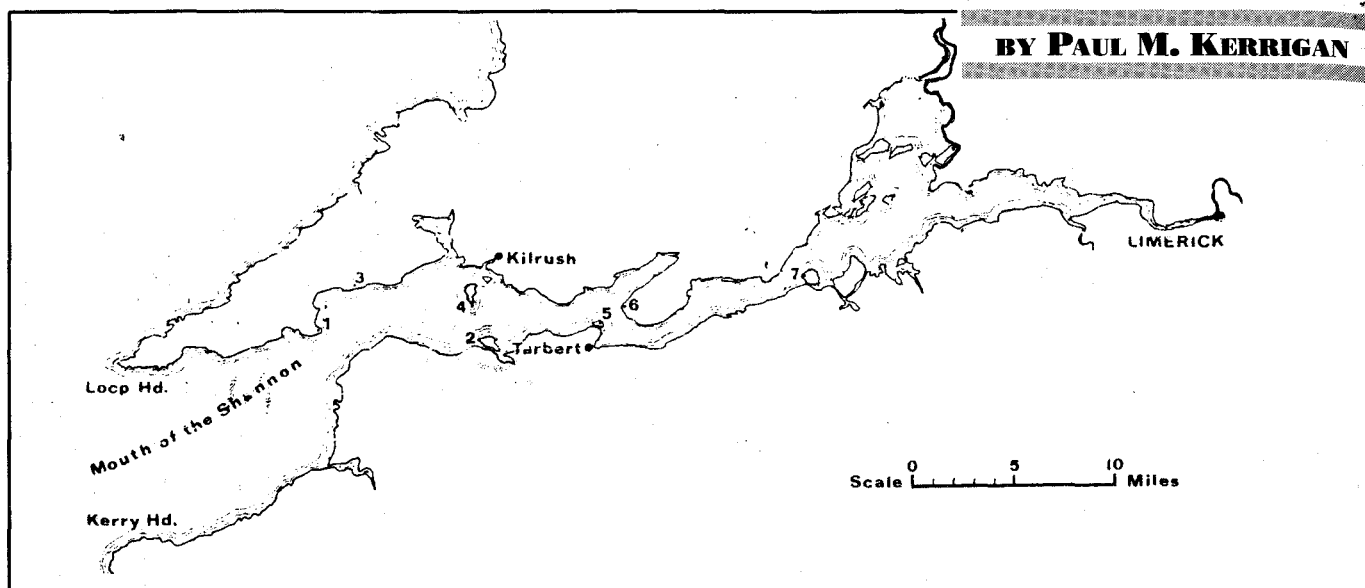 BY PAUL M. KERRIGAN
Kilrush
LIMERICK
3
7
4
1
6
5
2
Tarbert
Loop Hd.
Mouth of the Shannon
Scale 0 5 10 Miles
Kerry Hd.